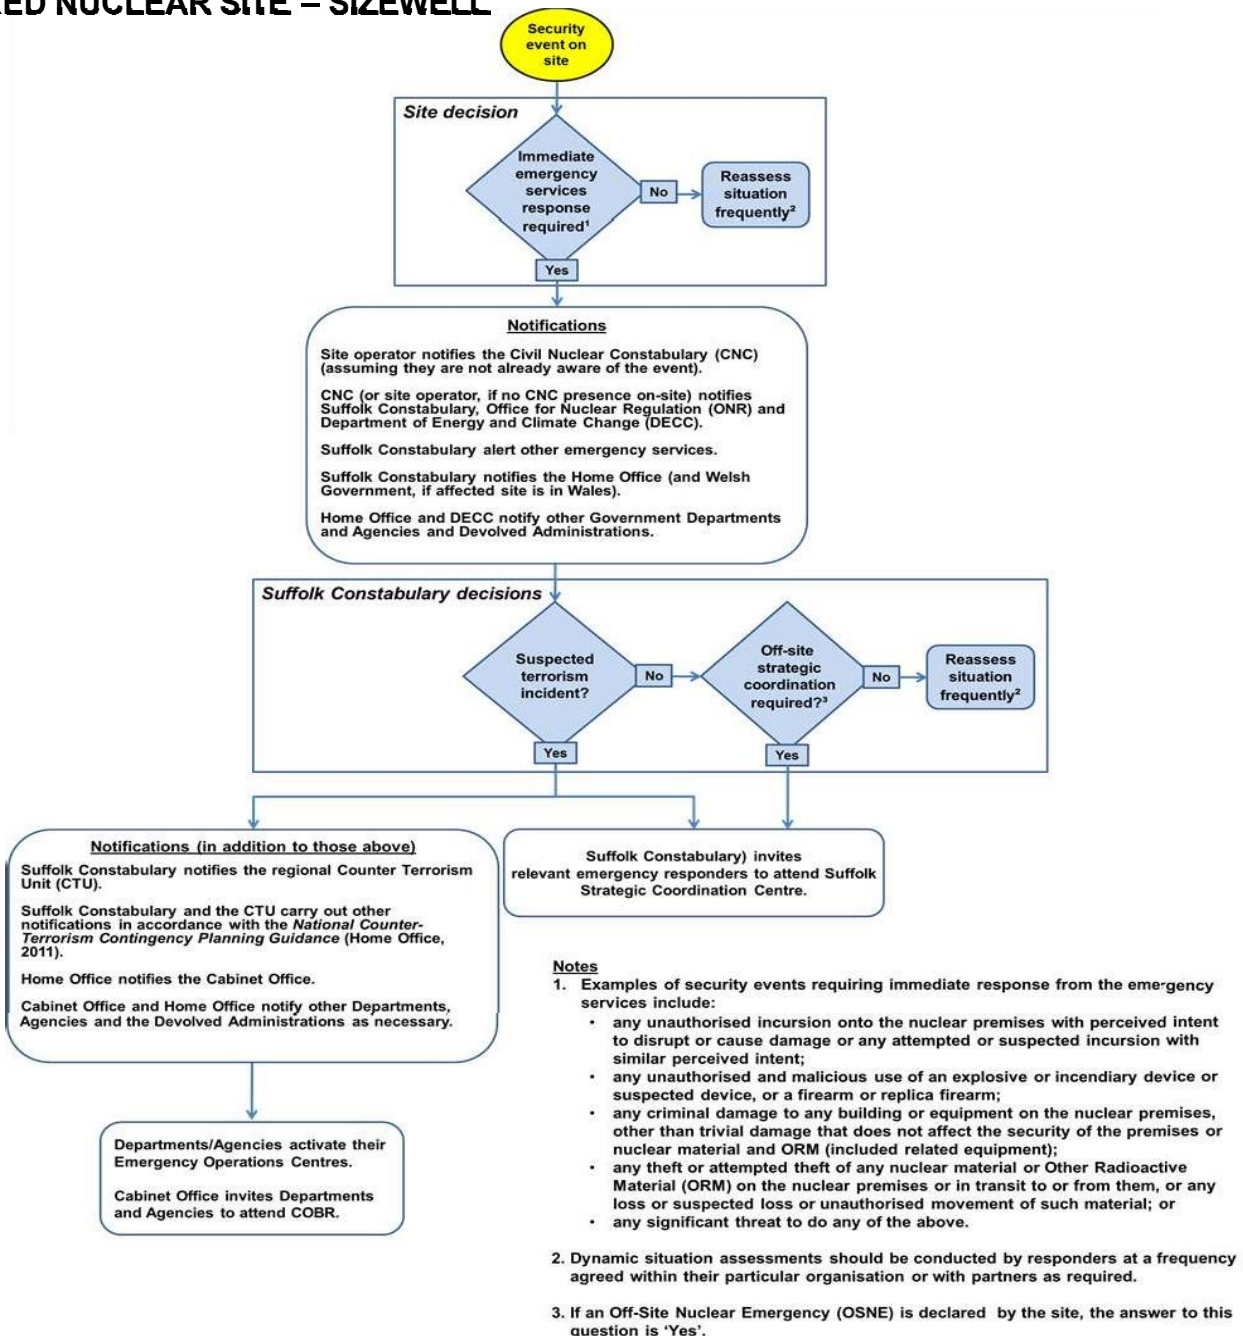 RED NUCLEAR SITE – SIZEWELL
Security
event on
site
Site decision
Immediate
emergency
services
response
required¹
No
Reassess
situation
frequently²
Yes
Notifications
Site operator notifies the Civil Nuclear Constabulary (CNC)
(assuming they are not already aware of the event).
CNC (or site operator, if no CNC presence on-site) notifies
Suffolk Constabulary, Office for Nuclear Regulation (ONR) and
Department of Energy and Climate Change (DECC).
Suffolk Constabulary alert other emergency services.
Suffolk Constabulary notifies the Home Office (and Welsh
Government, if affected site is in Wales).
Home Office and DECC notify other Government Departments
and Agencies and Devolved Administrations.
Suffolk Constabulary decisions
Suspected
terrorism
incident?
No
Off-site
strategic
coordination
required?³
No
Reassess
situation
frequently²
Yes
Yes
Notifications (in addition to those above)
Suffolk Constabulary notifies the regional Counter Terrorism
Unit (CTU).
Suffolk Constabulary and the CTU carry out other
notifications in accordance with the National Counter-
Terrorism Contingency Planning Guidance (Home Office,
2011).
Home Office notifies the Cabinet Office.
Cabinet Office and Home Office notify other Departments,
Agencies and the Devolved Administrations as necessary.
Suffolk Constabulary) invites
relevant emergency responders to attend Suffolk
Strategic Coordination Centre.
Departments/Agencies activate their
Emergency Operations Centres.
Cabinet Office invites Departments
and Agencies to attend COBR.
Notes
1. Examples of security events requiring immediate response from the emergency
services include:
• any unauthorised incursion onto the nuclear premises with perceived intent
to disrupt or cause damage or any attempted or suspected incursion with
similar perceived intent;
• any unauthorised and malicious use of an explosive or incendiary device or
suspected device, or a firearm or replica firearm;
• any criminal damage to any building or equipment on the nuclear premises,
other than trivial damage that does not affect the security of the premises or
nuclear material and ORM (included related equipment);
• any theft or attempted theft of any nuclear material or Other Radioactive
Material (ORM) on the nuclear premises or in transit to or from them, or any
loss or suspected loss or unauthorised movement of such material; or
• any significant threat to do any of the above.
2. Dynamic situation assessments should be conducted by responders at a frequency
agreed within their particular organisation or with partners as required.
3. If an Off-Site Nuclear Emergency (OSNE) is declared by the site, the answer to this
question is ‘Yes’.